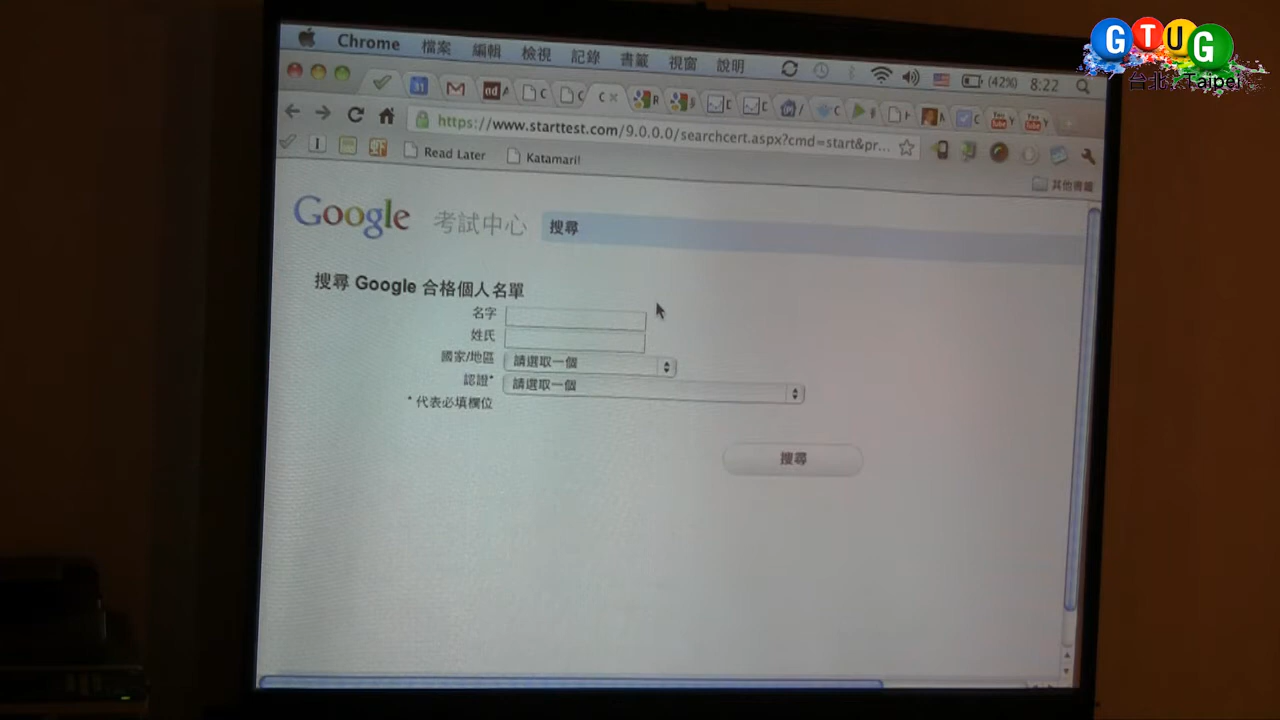 GTUG
台北 Taipei
Chrome 檔案 編輯 檢視 記錄 書籤 視窗 說明 (42%) 8:22
https://www.starttest.com/9.0.0.0/searchcert.aspx?cmd=start&pr...
Read Later Katamari!
其他書籤
Google 考試中心 搜尋
搜尋 Google 合格個人名單
名字
姓氏
國家/地區 請選取一個
認證* 請選取一個
* 代表必填欄位
搜尋